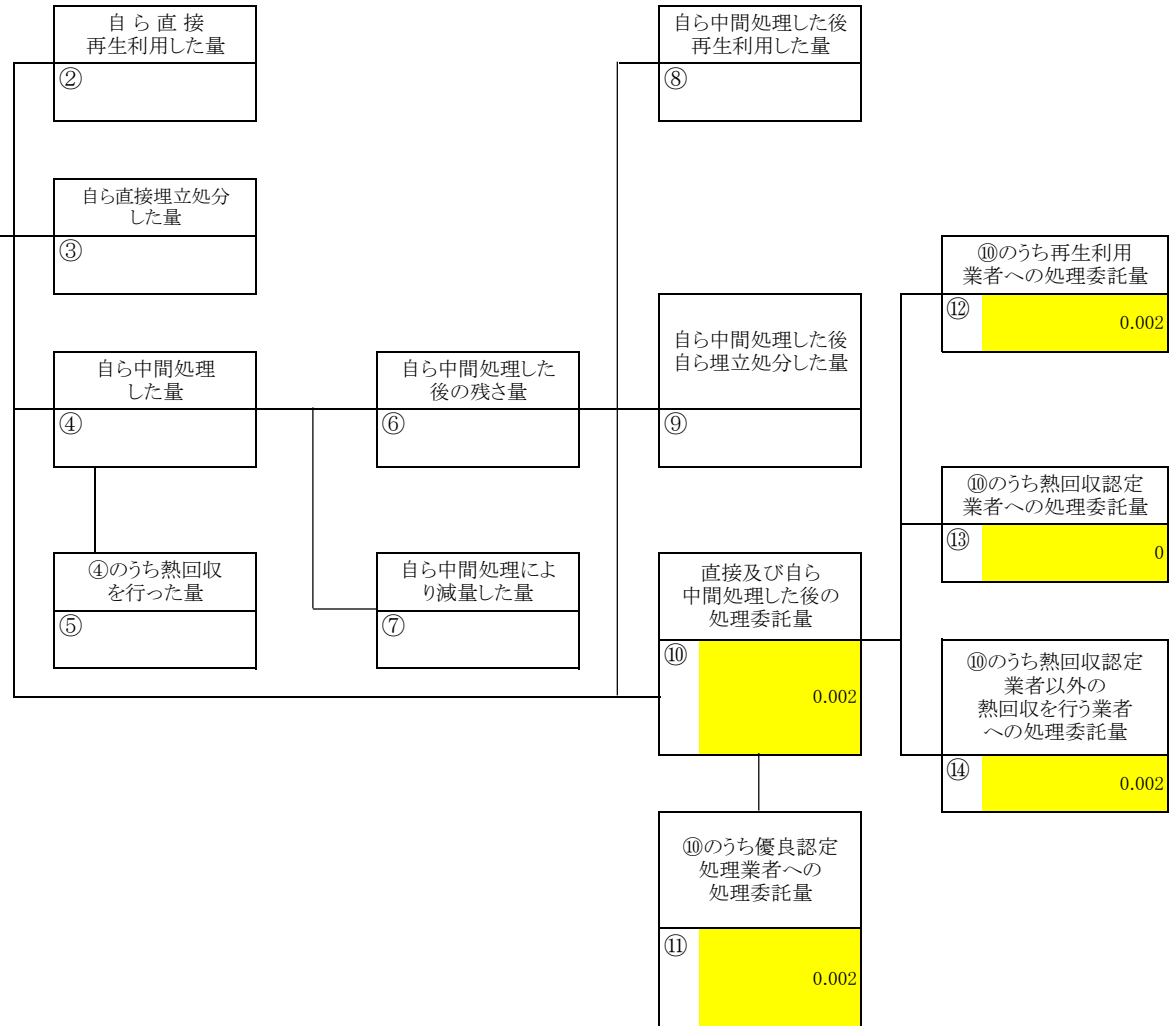 自 ら 直 接
再生利用した量
②
自ら直接埋立処分
した量
③
自ら中間処理
した量
④
④のうち熱回収
を行った量
⑤
自ら中間処理した
後の残さ量
⑥
自ら中間処理によ
り減量した量
⑦
自ら中間処理した後
再生利用した量
⑧
自ら中間処理した後
自ら埋立処分した量
⑨
直接及び自ら
中間処理した後の
処理委託量
⑩
0.002
⑩のうち優良認定
処理業者への
処理委託量
⑪
0.002
⑩のうち再生利用
業者への処理委託量
⑫
0.002
⑩のうち熱回収認定
業者への処理委託量
⑬
0
⑩のうち熱回収認定
業者以外の
熱回収を行う業者
への処理委託量
⑭
0.002